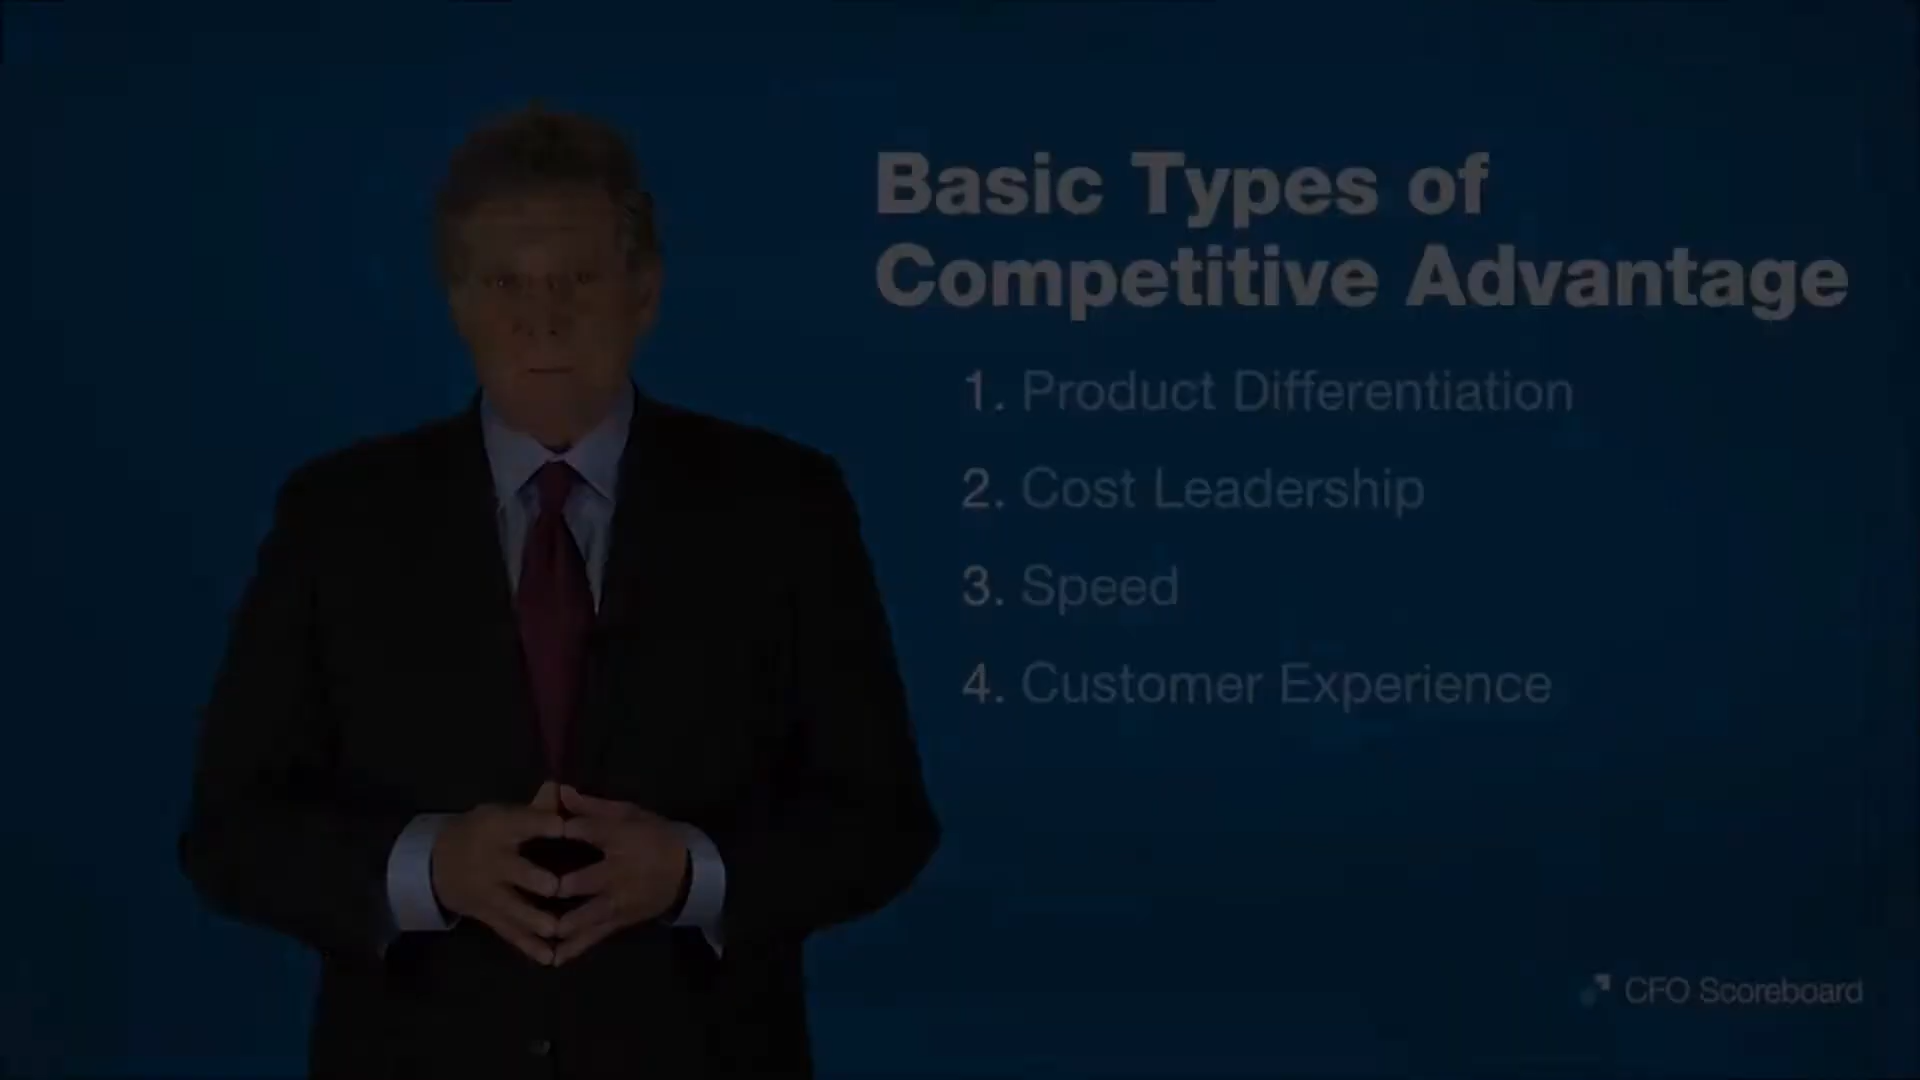 Basic Types of
Competitive Advantage
1. Product Differentiation
2. Cost Leadership
3. Speed
4. Customer Experience
CFO Scoreboard